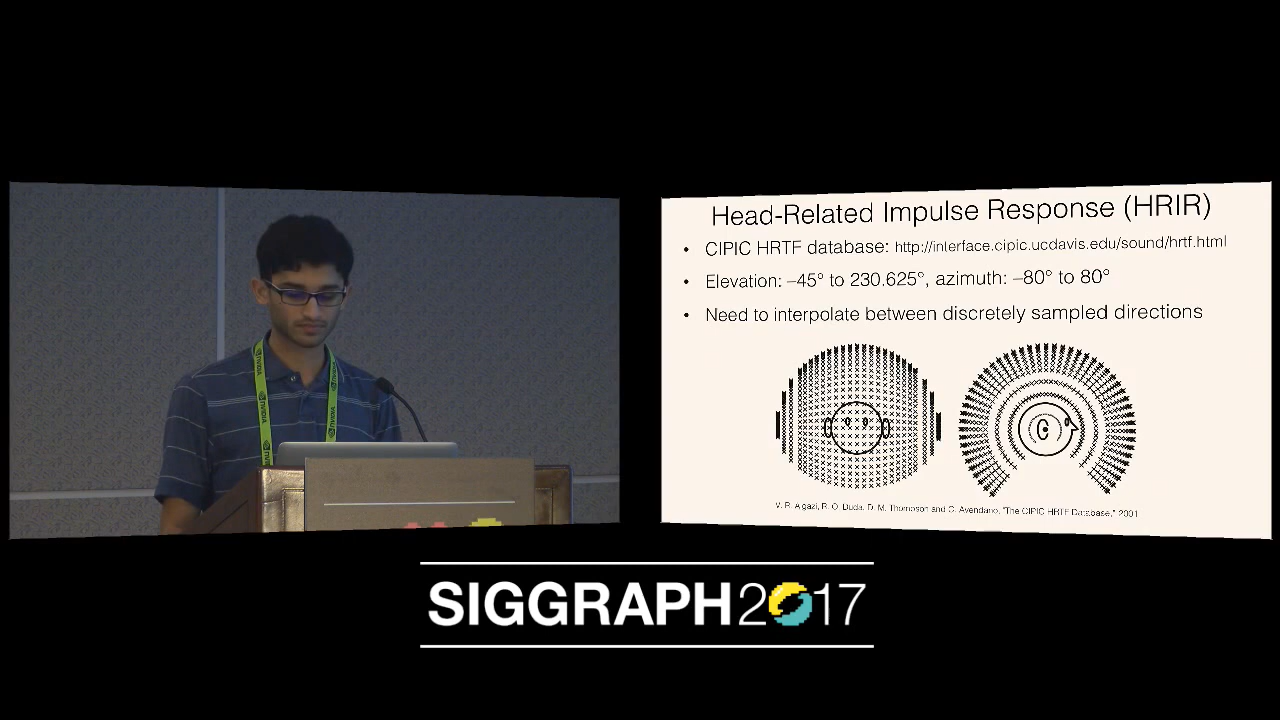 Head-Related Impulse Response (HRIR)
• CIPIC HRTF database: http://interface.cipic.ucdavis.edu/sound/hrtf.html
• Elevation: –45° to 230.625°, azimuth: –80° to 80°
• Need to interpolate between discretely sampled directions
V. R. Algazi, R. O. Duda, D. M. Thompson and C. Avendano, "The CIPIC HRTF Database," 2001
NVIDIA
NVIDIA
SIGGRAPH2017